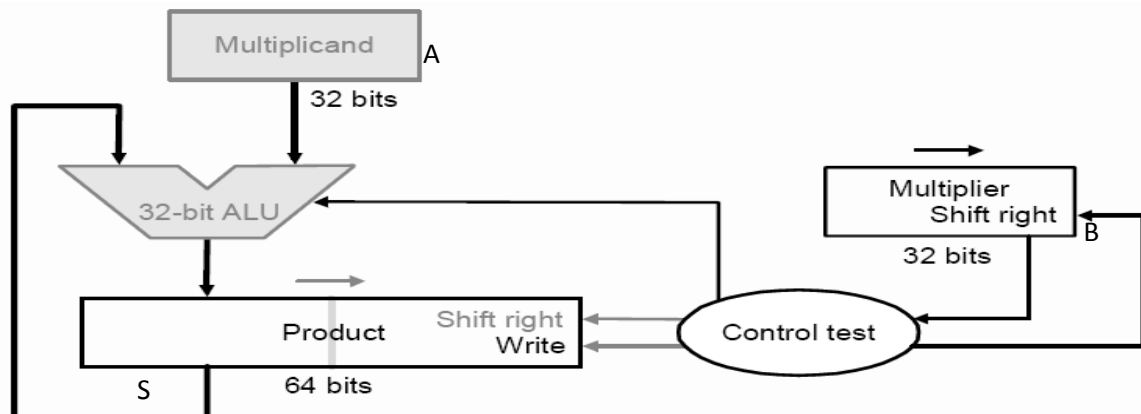 Multiplicand
A
32 bits
32-bit ALU
Multiplier
Shift right
B
32 bits
Product
Shift right
Write
Control test
S
64 bits